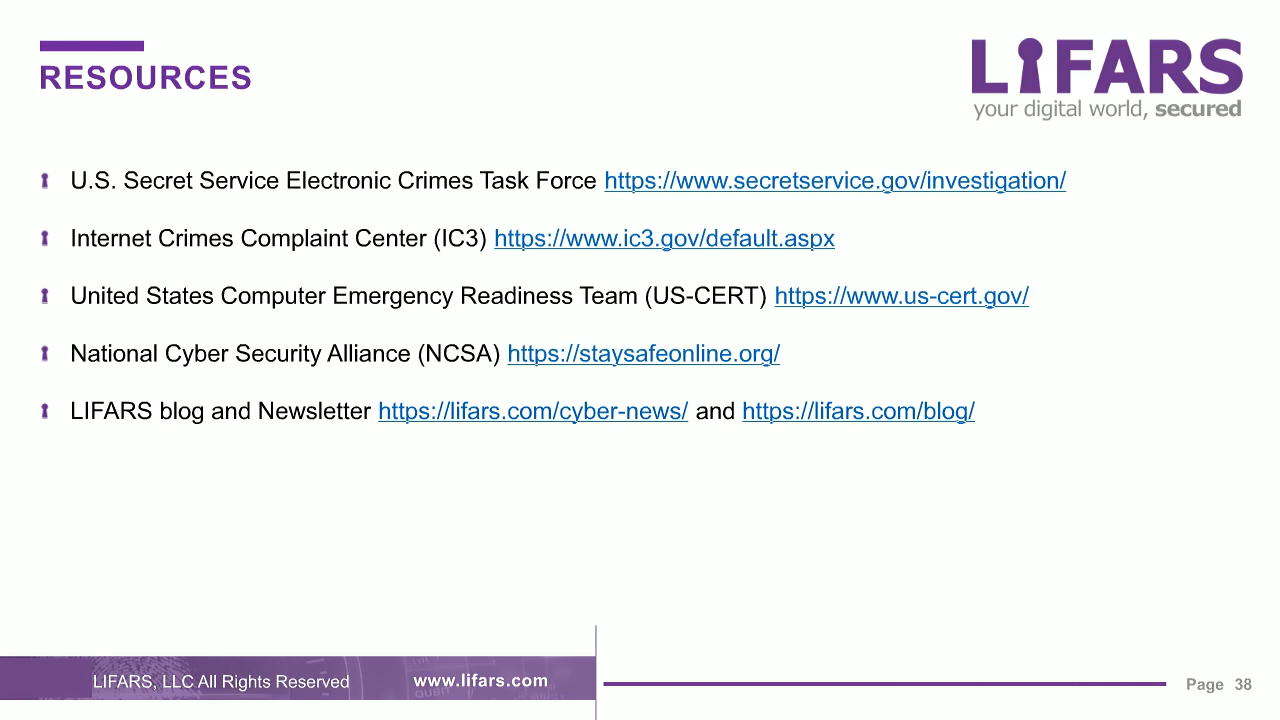 RESOURCES
LIFARS
your digital world, secured
U.S. Secret Service Electronic Crimes Task Force https://www.secretservice.gov/investigation/
Internet Crimes Complaint Center (IC3) https://www.ic3.gov/default.aspx
United States Computer Emergency Readiness Team (US-CERT) https://www.us-cert.gov/
National Cyber Security Alliance (NCSA) https://staysafeonline.org/
LIFARS blog and Newsletter https://lifars.com/cyber-news/ and https://lifars.com/blog/
LIFARS, LLC All Rights Reserved
www.lifars.com
Page 38